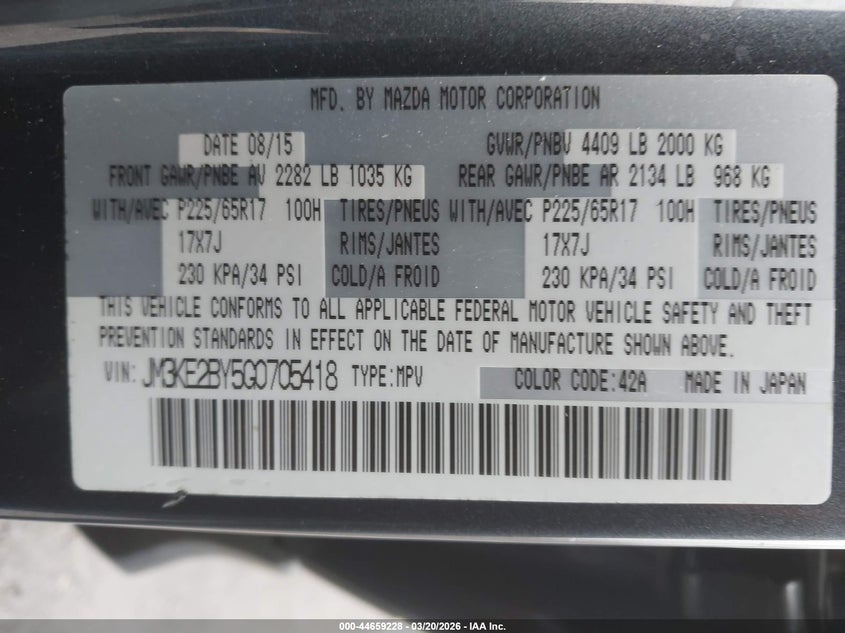 MFD. BY MAZDA MOTOR CORPORATION
DATE 08/15 GVWR/PNBV 4409 LB 2000 KG
FRONT GAWR/PNBE AV 2282 LB 1035 KG REAR GAWR/PNBE AR 2134 LB 968 KG
WITH/AVEC P225/65R17 100H TIRES/PNEUS WITH/AVEC P225/65R17 100H TIRES/PNEUS
17X7J RIMS/JANTES 17X7J RIMS/JANTES
230 KPA/34 PSI COLD/A FROID 230 KPA/34 PSI COLD/A FROID
THIS VEHICLE CONFORMS TO ALL APPLICABLE FEDERAL MOTOR VEHICLE SAFETY AND THEFT
PREVENTION STANDARDS IN EFFECT ON THE DATE OF MANUFACTURE SHOWN ABOVE.
VIN: JM3KE2BY5G0705418 TYPE:MPV COLOR CODE:42A MADE IN JAPAN
000-44659228 - 03/20/2026 - IAA Inc.